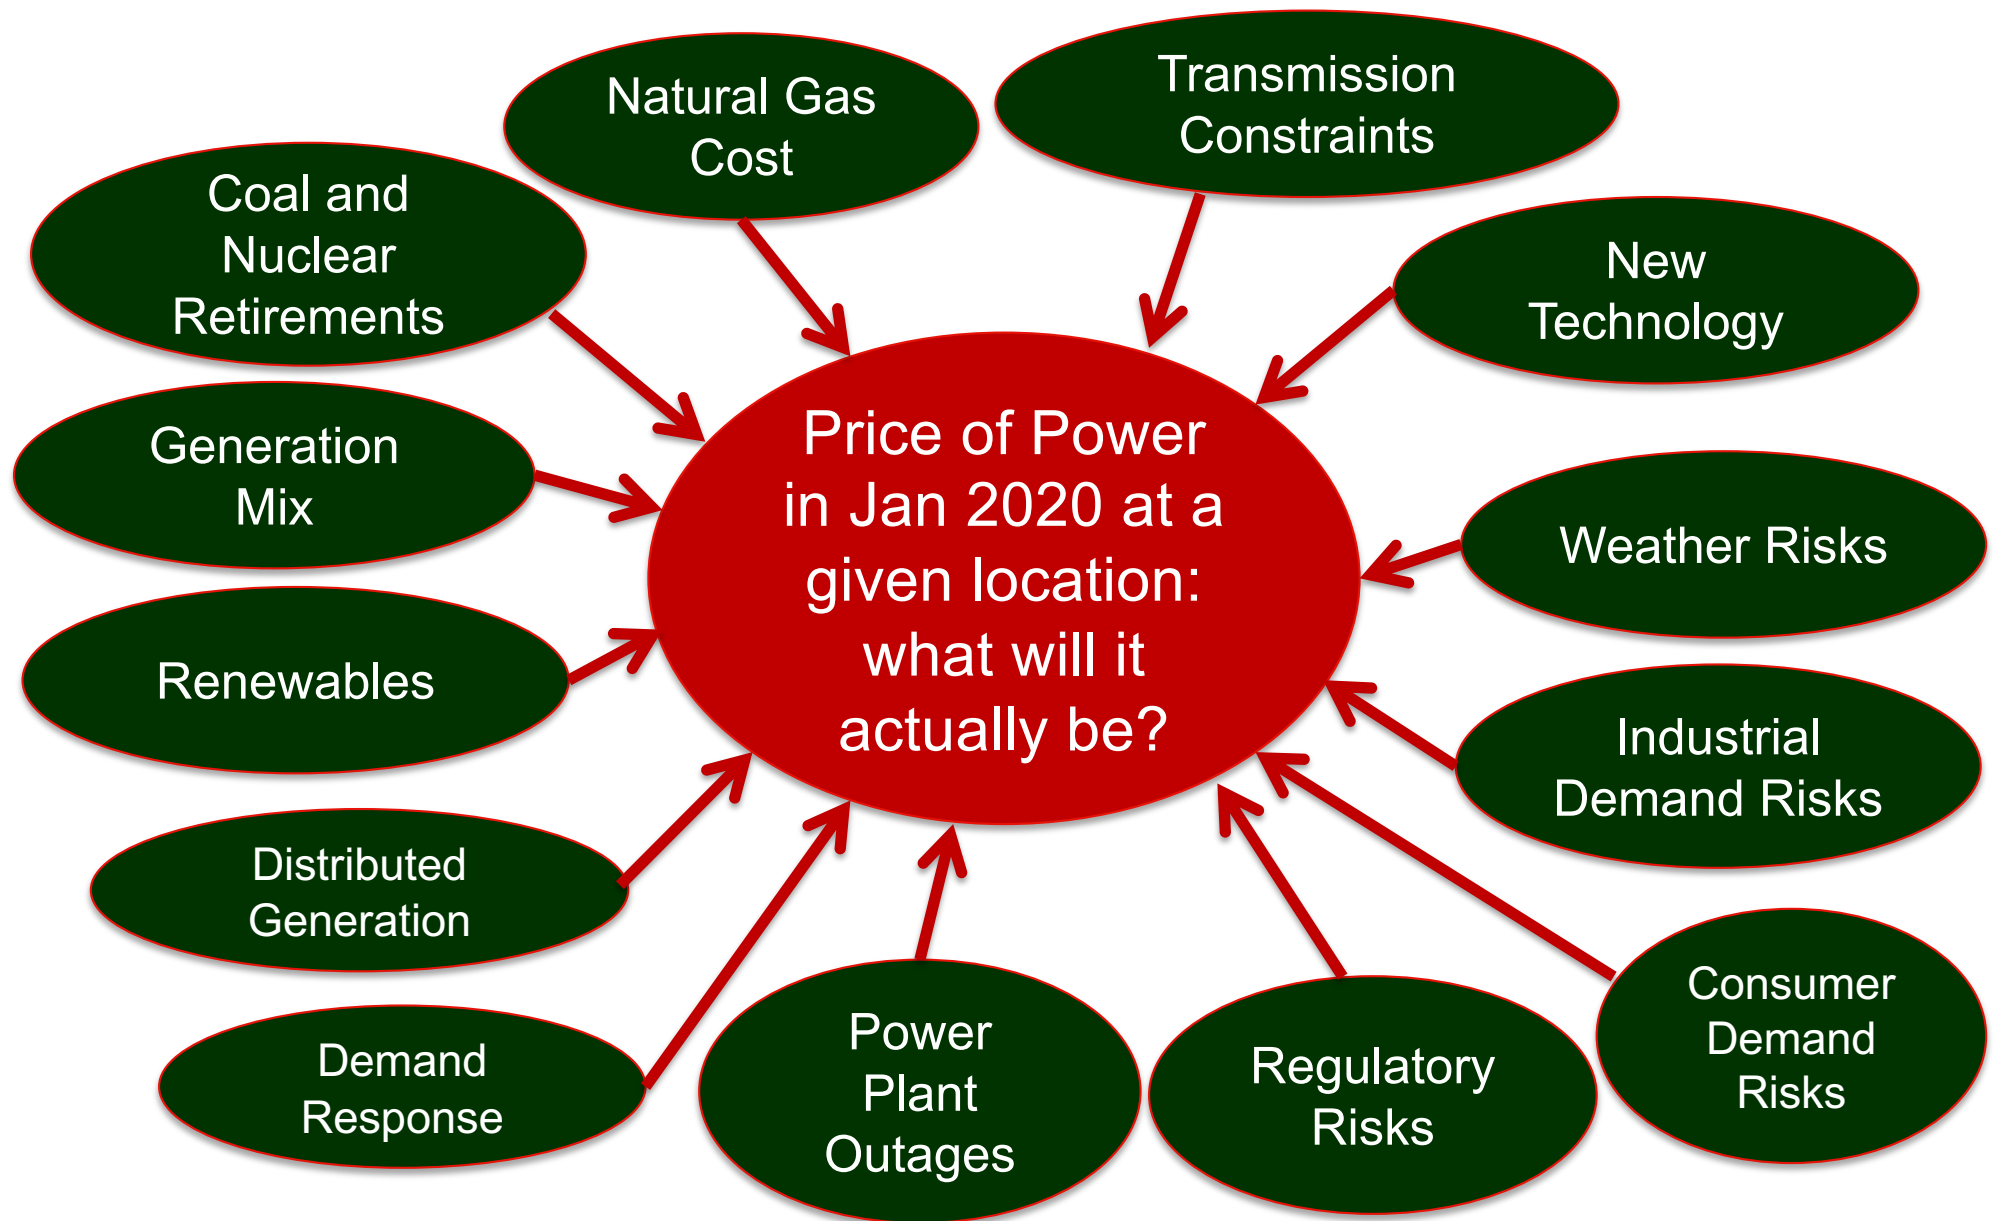 Natural Gas
Cost
Transmission
Constraints
Coal and
Nuclear
Retirements
New
Technology
Generation
Mix
Price of Power
in Jan 2020 at a
given location:
what will it
actually be?
Weather Risks
Renewables
Industrial
Demand Risks
Distributed
Generation
Demand
Response
Power
Plant
Outages
Regulatory
Risks
Consumer
Demand
Risks